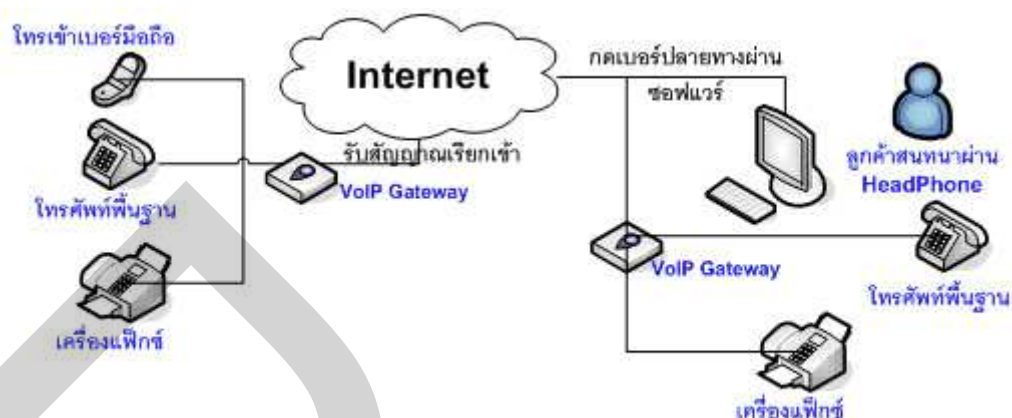 โทรเข้าเบอร์มือถือ
Internet
กดเบอร์ปลายทางผ่าน
ซอฟแวร์
รับสัญญาณเรียกเข้า
VoIP Gateway
ลูกค้าสนทนาผ่าน
HeadPhone
โทรศัพท์พื้นฐาน
VoIP Gateway
โทรศัพท์พื้นฐาน
เครื่องแฟ็กซ์
เครื่องแฟ็กซ์